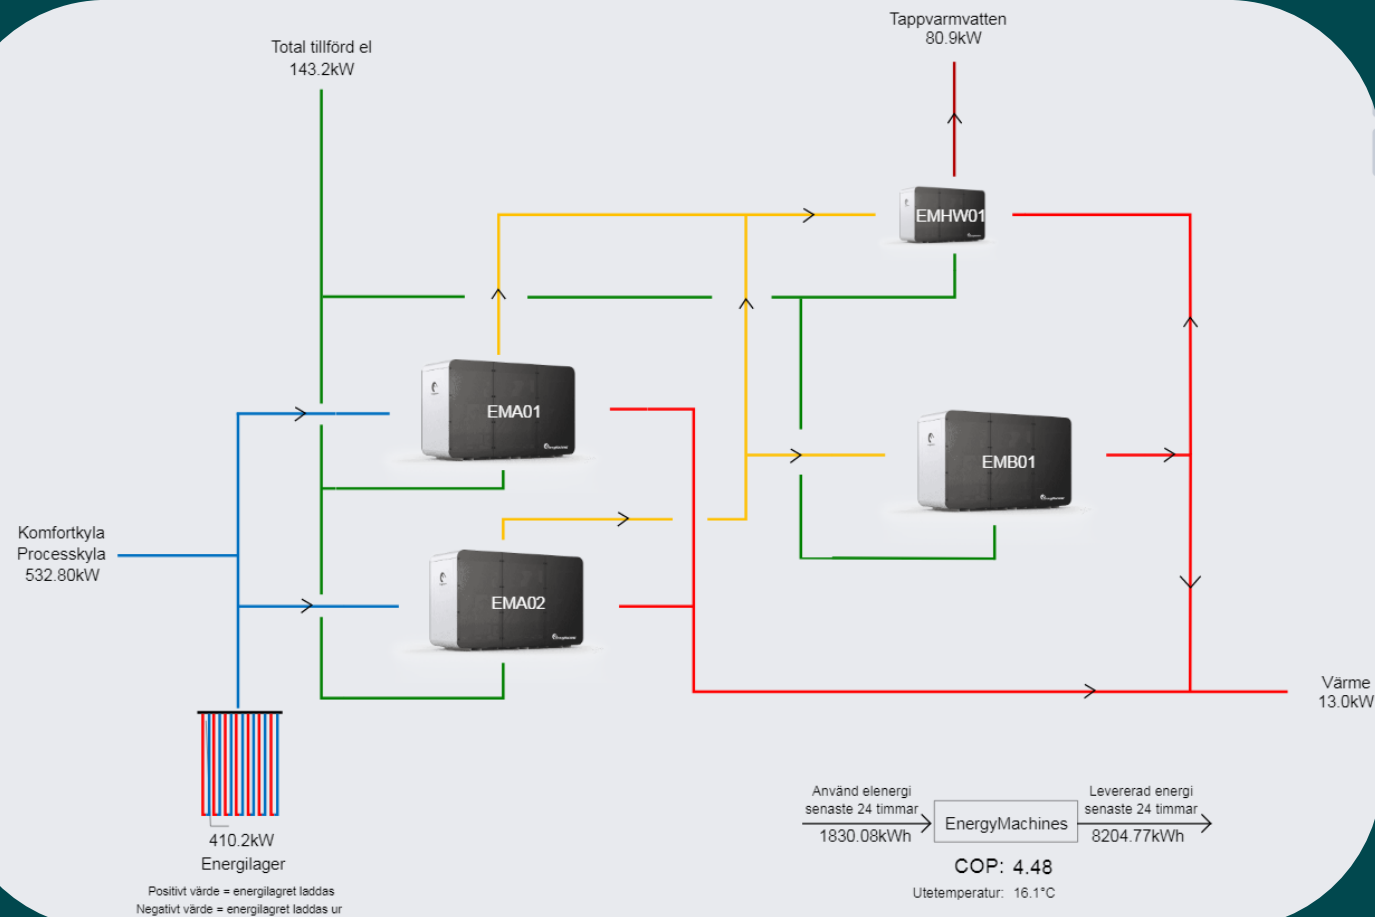 Tappvarmvatten
80.9kW
Total tillförd el
143.2kW
EMHW01
EMA01
EMB01
Komfortkyla
Processkyla
532.80kW
EMA02
Värme
13.0kW
410.2kW
Energilager
Positivt värde = energilagret laddas
Negativt värde = energilagret laddas ur
Använd elenergi
senaste 24 timmar
1830.08kWh
EnergyMachines
Levererad energi
senaste 24 timmar
8204.77kWh
COP: 4.48
Utetemperatur: 16.1°C